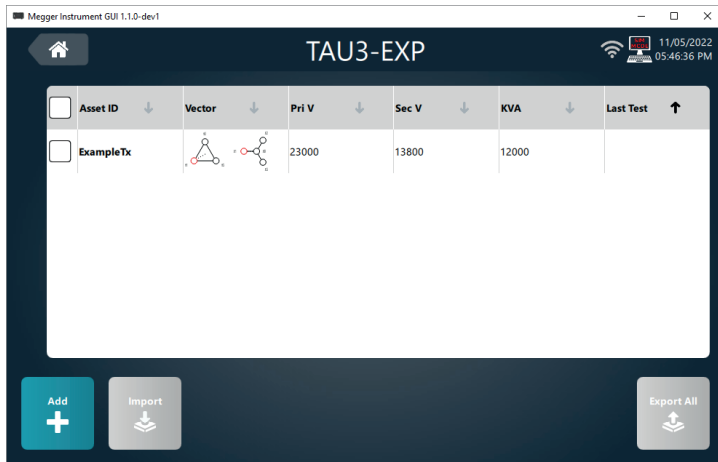 Megger Instrument GUI 1.1.0-dev1
TAU3-EXP
11/05/2022
05:46:36 PM
Asset ID Vector Pri V Sec V KVA Last Test
ExampleTx 23000 13800 12000
Add Import Export All